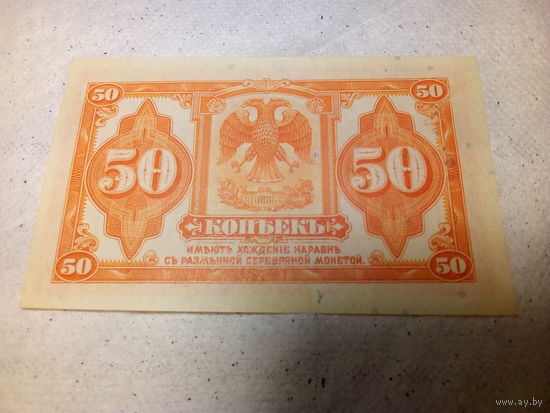 50 50
50 50
КОПѢЕКЪ
ИМѢЮТЪ ХОЖДЕНІЕ НАРАВНѢ
СЪ РАЗМѢННОЙ СЕРЕБРЯНОЙ МОНЕТОЙ.
50 50
www.ay.by